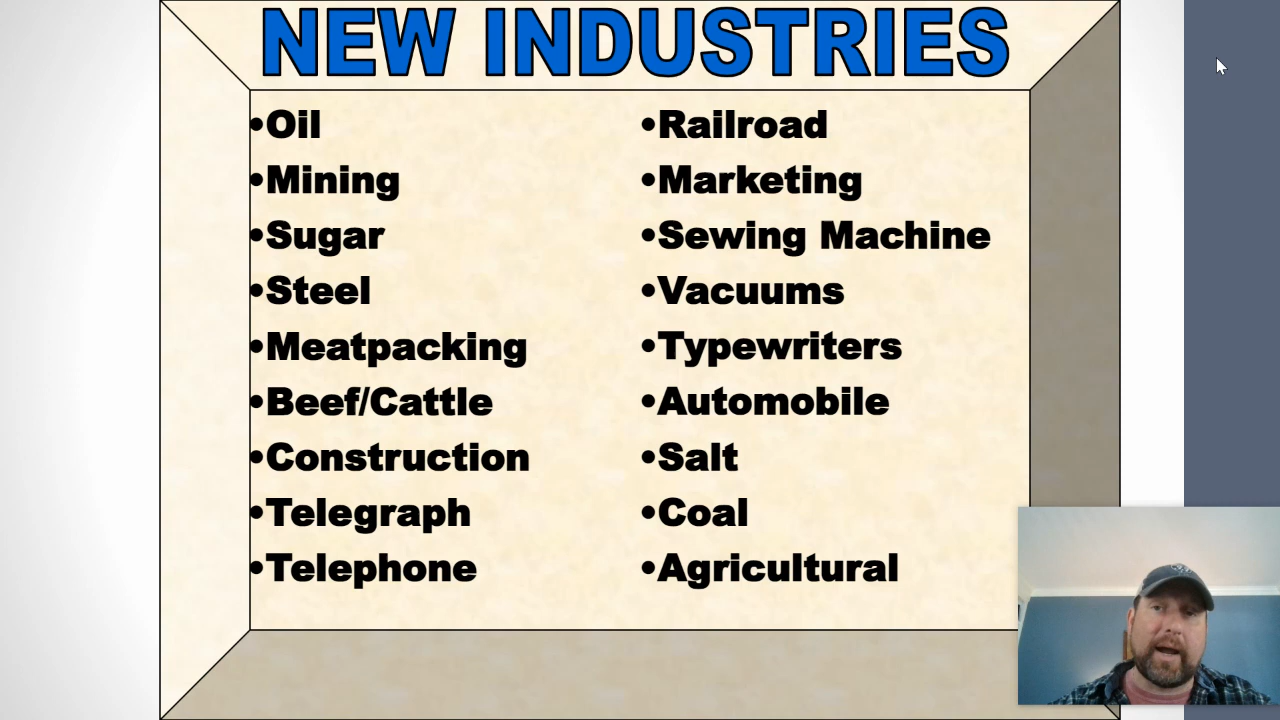 NEW INDUSTRIES
•Oil
•Mining
•Sugar
•Steel
•Meatpacking
•Beef/Cattle
•Construction
•Telegraph
•Telephone
•Railroad
•Marketing
•Sewing Machine
•Vacuums
•Typewriters
•Automobile
•Salt
•Coal
•Agricultural